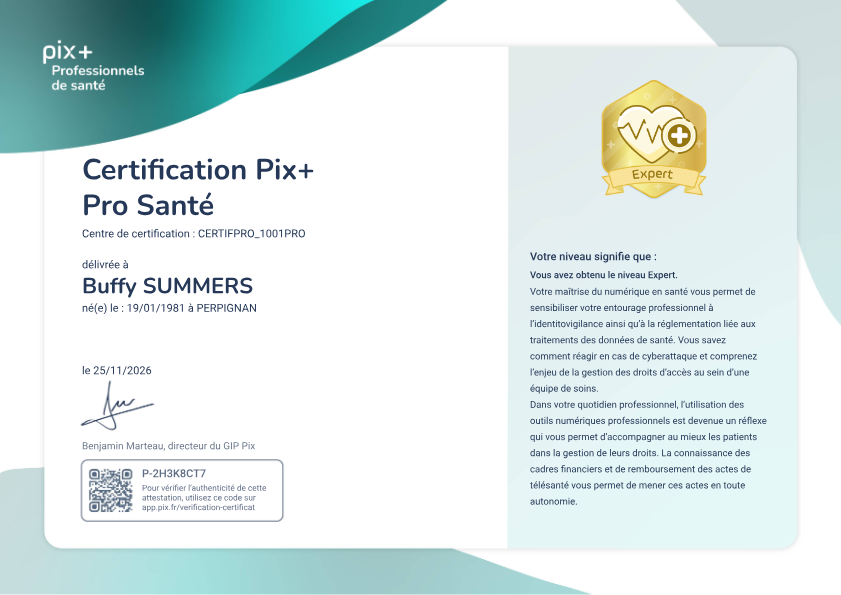 pix+
Professionnels
de santé
Certification Pix+
Pro Santé
Centre de certification : CERTIFPRO_1001PRO
délivrée à
Buffy SUMMERS
né(e) le : 19/01/1981 à PERPIGNAN
le 25/11/2026
Benjamin Marteau, directeur du GIP Pix
P-2H3K8CT7
Pour vérifier l'authenticité de cette
attestation, utilisez ce code sur
app.pix.fr/verification-certificat
Expert
Votre niveau signifie que :
Vous avez obtenu le niveau Expert.
Votre maîtrise du numérique en santé vous permet de
sensibiliser votre entourage professionnel à
l'identitovigilance ainsi qu'à la réglementation liée aux
traitements des données de santé. Vous savez
comment réagir en cas de cyberattaque et comprenez
l'enjeu de la gestion des droits d'accès au sein d'une
équipe de soins.
Dans votre quotidien professionnel, l'utilisation des
outils numériques professionnels est devenue un réflexe
qui vous permet d'accompagner au mieux les patients
dans la gestion de leurs droits. La connaissance des
cadres financiers et de remboursement des actes de
télésanté vous permet de mener ces actes en toute
autonomie.